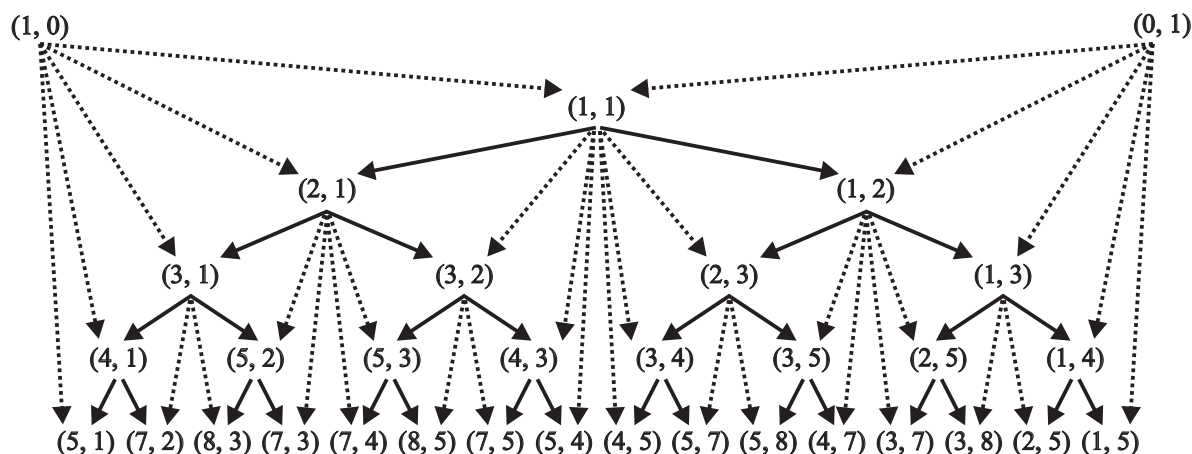 (1, 0) (0, 1)
(1, 1)
(2, 1) (1, 2)
(3, 1) (3, 2) (2, 3) (1, 3)
(4, 1) (5, 2) (5, 3) (4, 3) (3, 4) (3, 5) (2, 5) (1, 4)
(5, 1) (7, 2) (8, 3) (7, 3) (7, 4) (8, 5) (7, 5) (5, 4) (4, 5) (5, 7) (5, 8) (4, 7) (3, 7) (3, 8) (2, 5) (1, 5)